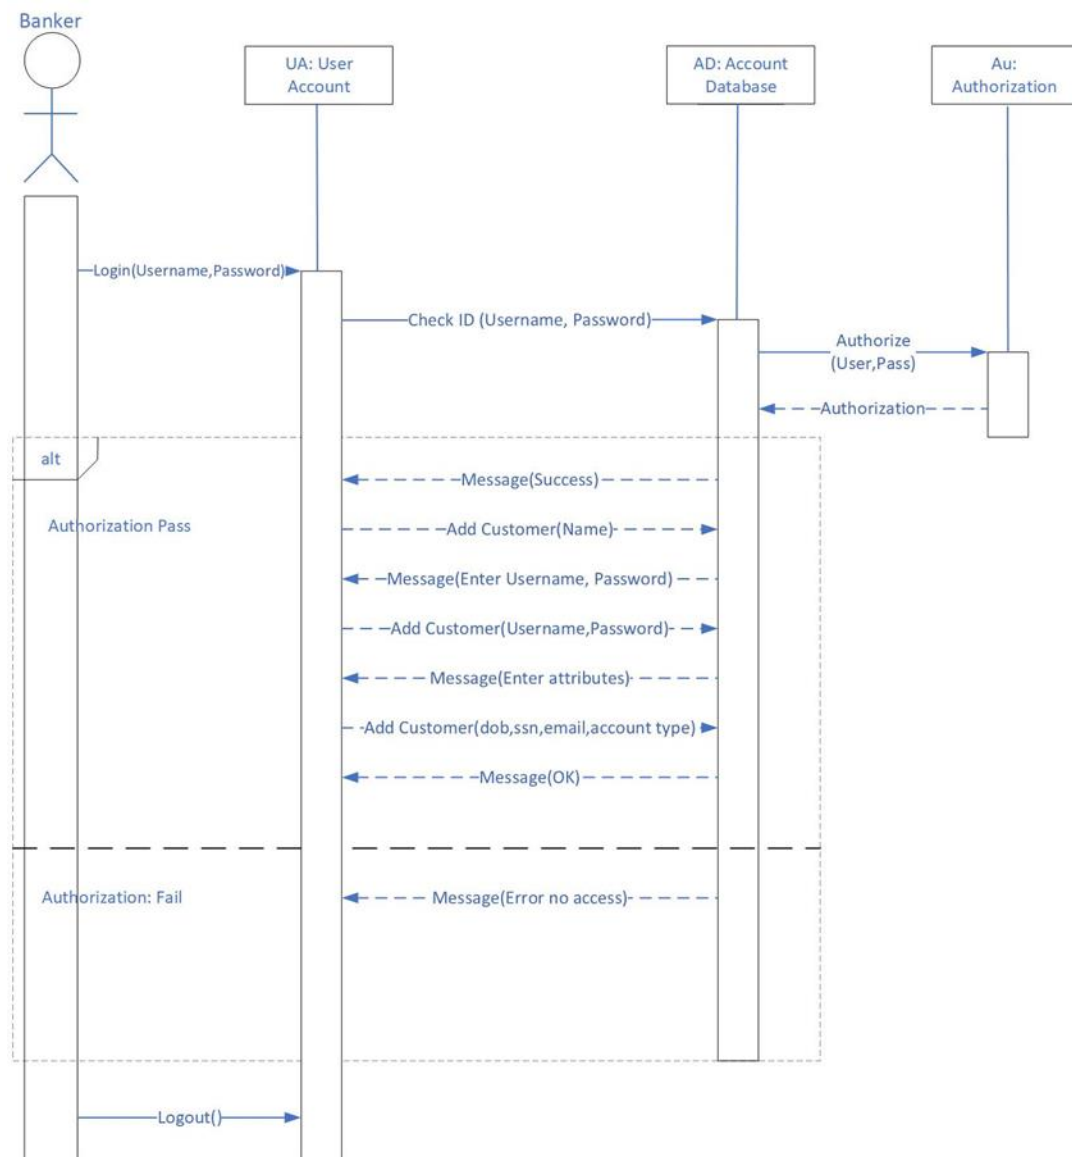 Banker
UA: User
Account
AD: Account
Database
Au:
Authorization
Login(Username,Password)
Check ID (Username, Password)
Authorize
(User,Pass)
Authorization
alt
Message(Success)
Authorization Pass
Add Customer(Name)
Message(Enter Username, Password)
Add Customer(Username,Password)
Message(Enter attributes)
Add Customer(dob,ssn,email,account type)
Message(OK)
Authorization: Fail
Message(Error no access)
Logout()